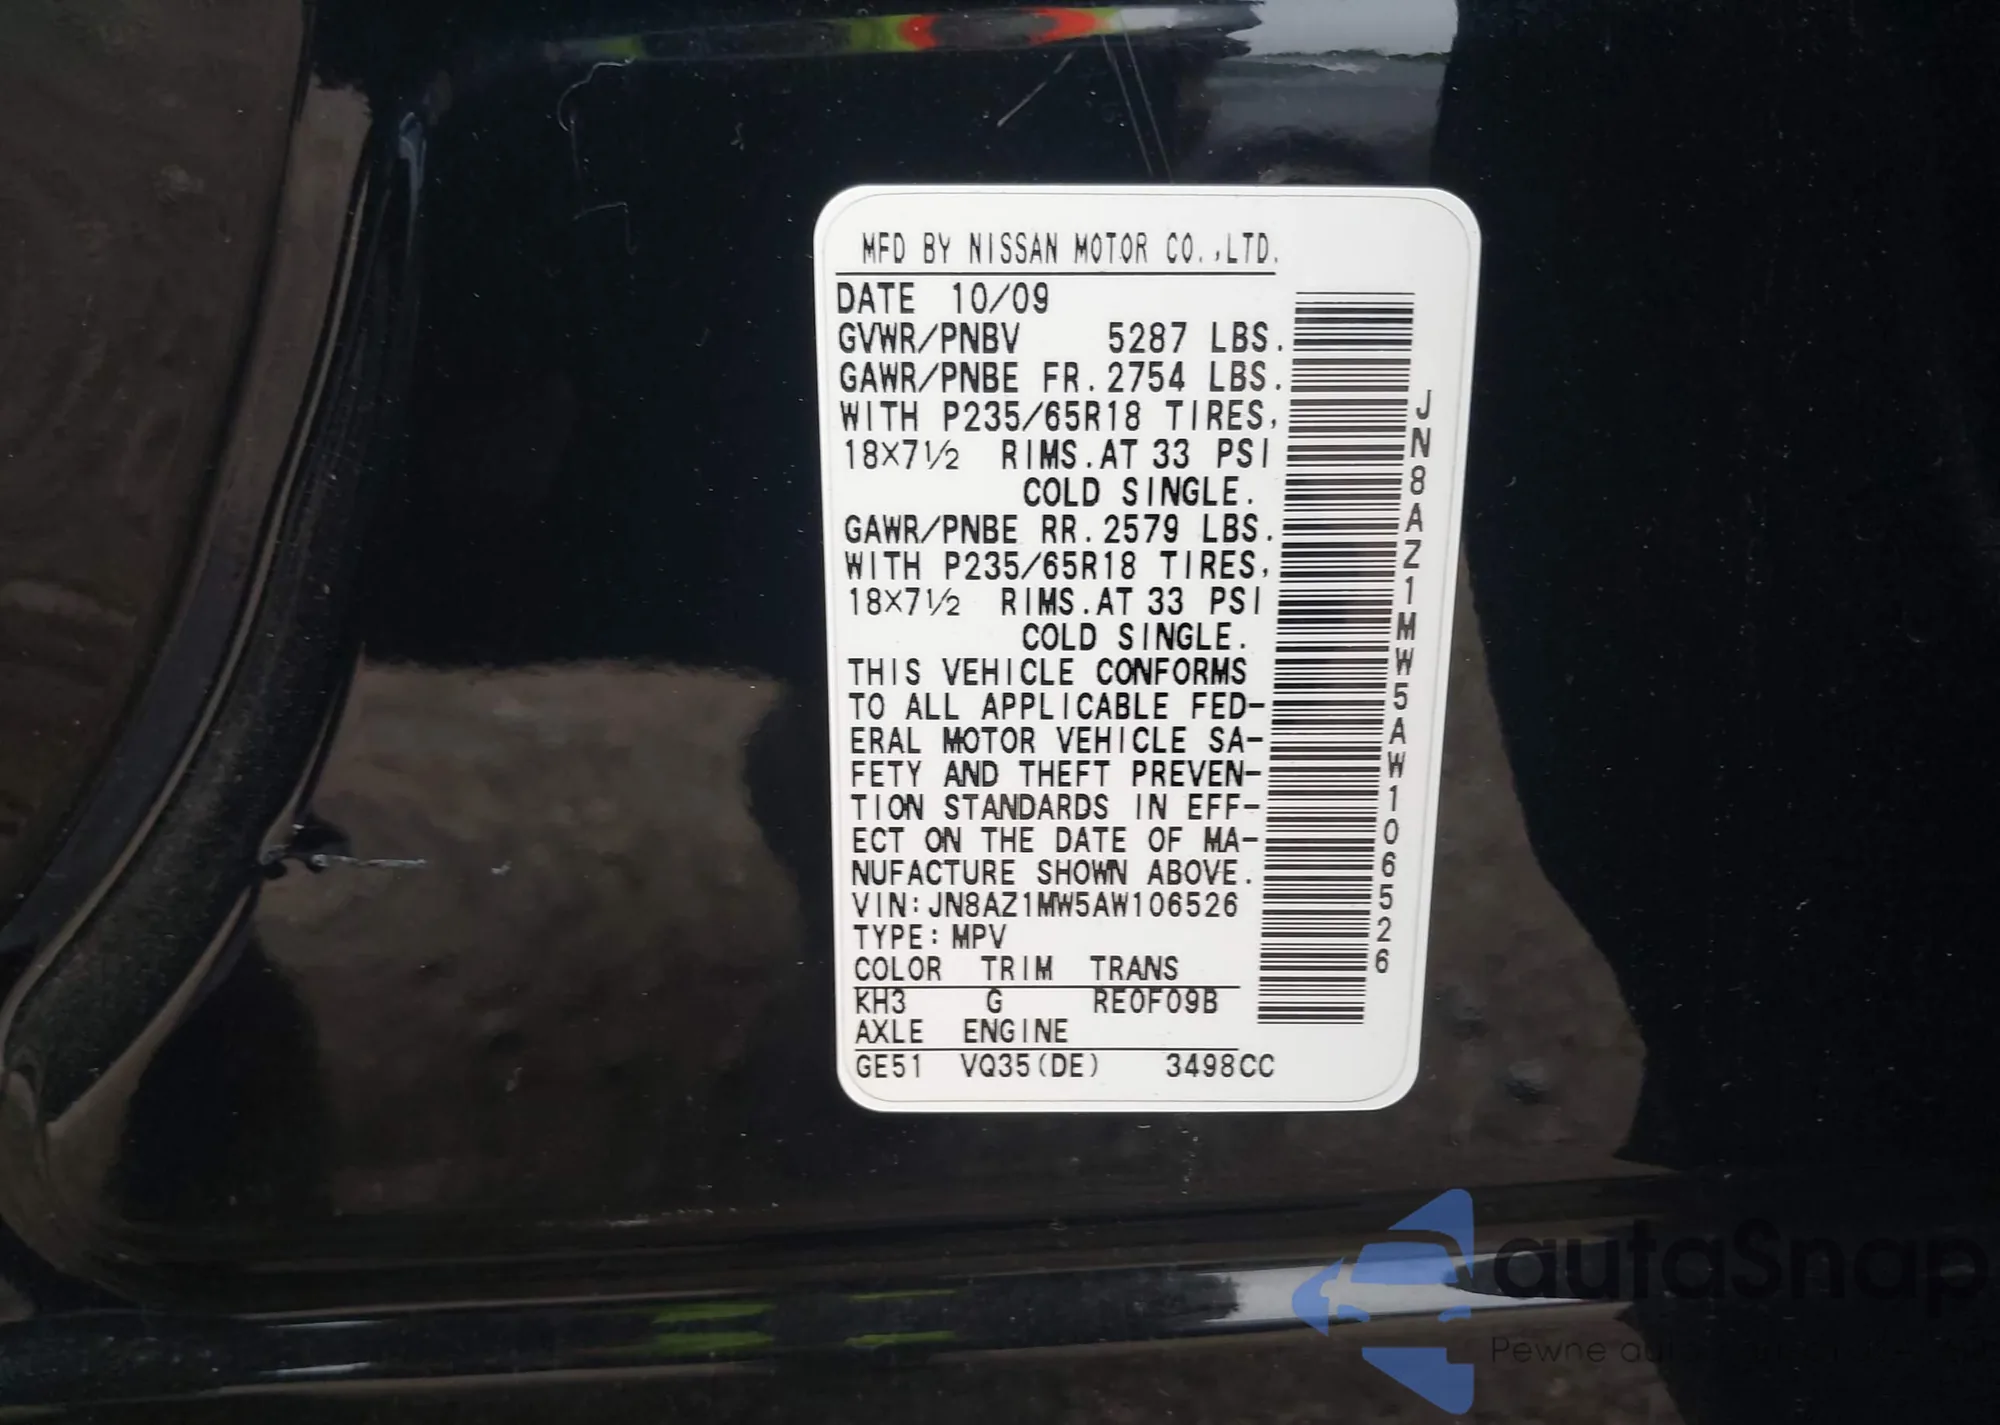 MFD BY NISSAN MOTOR CO.,LTD.
DATE 10/09
GVWR/PNBV 5287 LBS.
GAWR/PNBE FR. 2754 LBS.
WITH P235/65R18 TIRES,
18×7½ RIMS. AT 33 PSI
COLD SINGLE.
GAWR/PNBE RR. 2579 LBS.
WITH P235/65R18 TIRES,
18×7½ RIMS. AT 33 PSI
COLD SINGLE.
THIS VEHICLE CONFORMS
TO ALL APPLICABLE FED-
ERAL MOTOR VEHICLE SA-
FETY AND THEFT PREVEN-
TION STANDARDS IN EFF-
ECT ON THE DATE OF MA-
NUFACTURE SHOWN ABOVE.
VIN:JN8AZ1MW5AW106526
TYPE: MPV
COLOR TRIM TRANS
KH3 G RE0F09B
AXLE ENGINE
GE51 VQ35(DE) 3498CC
JN8AZ1MW5AW106526
autaSnap
Pewne